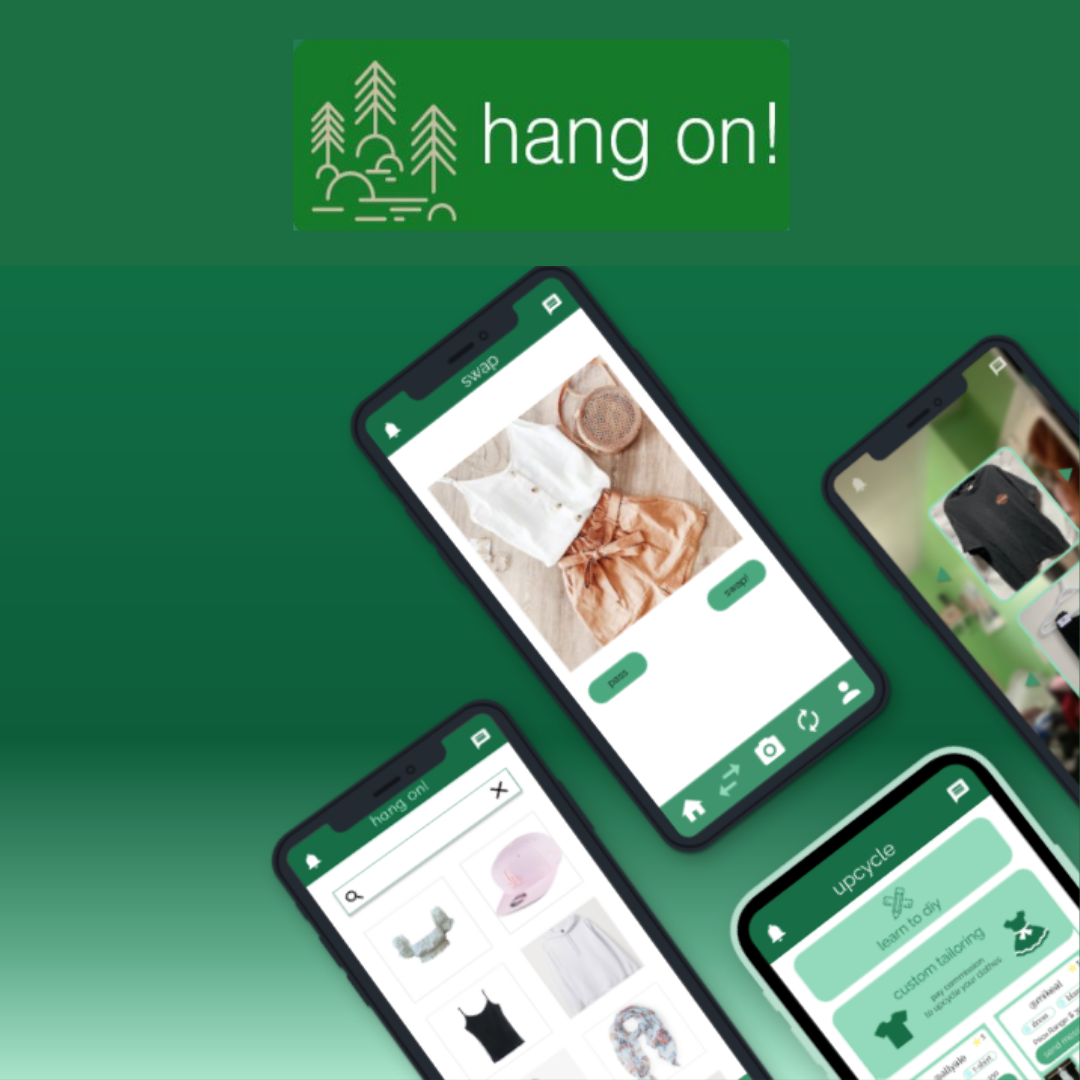 hang on!
swap
swap!
pass
hang on!
upcycle
learn to diy
custom tailoring
pay commission
to upcycle your clothes